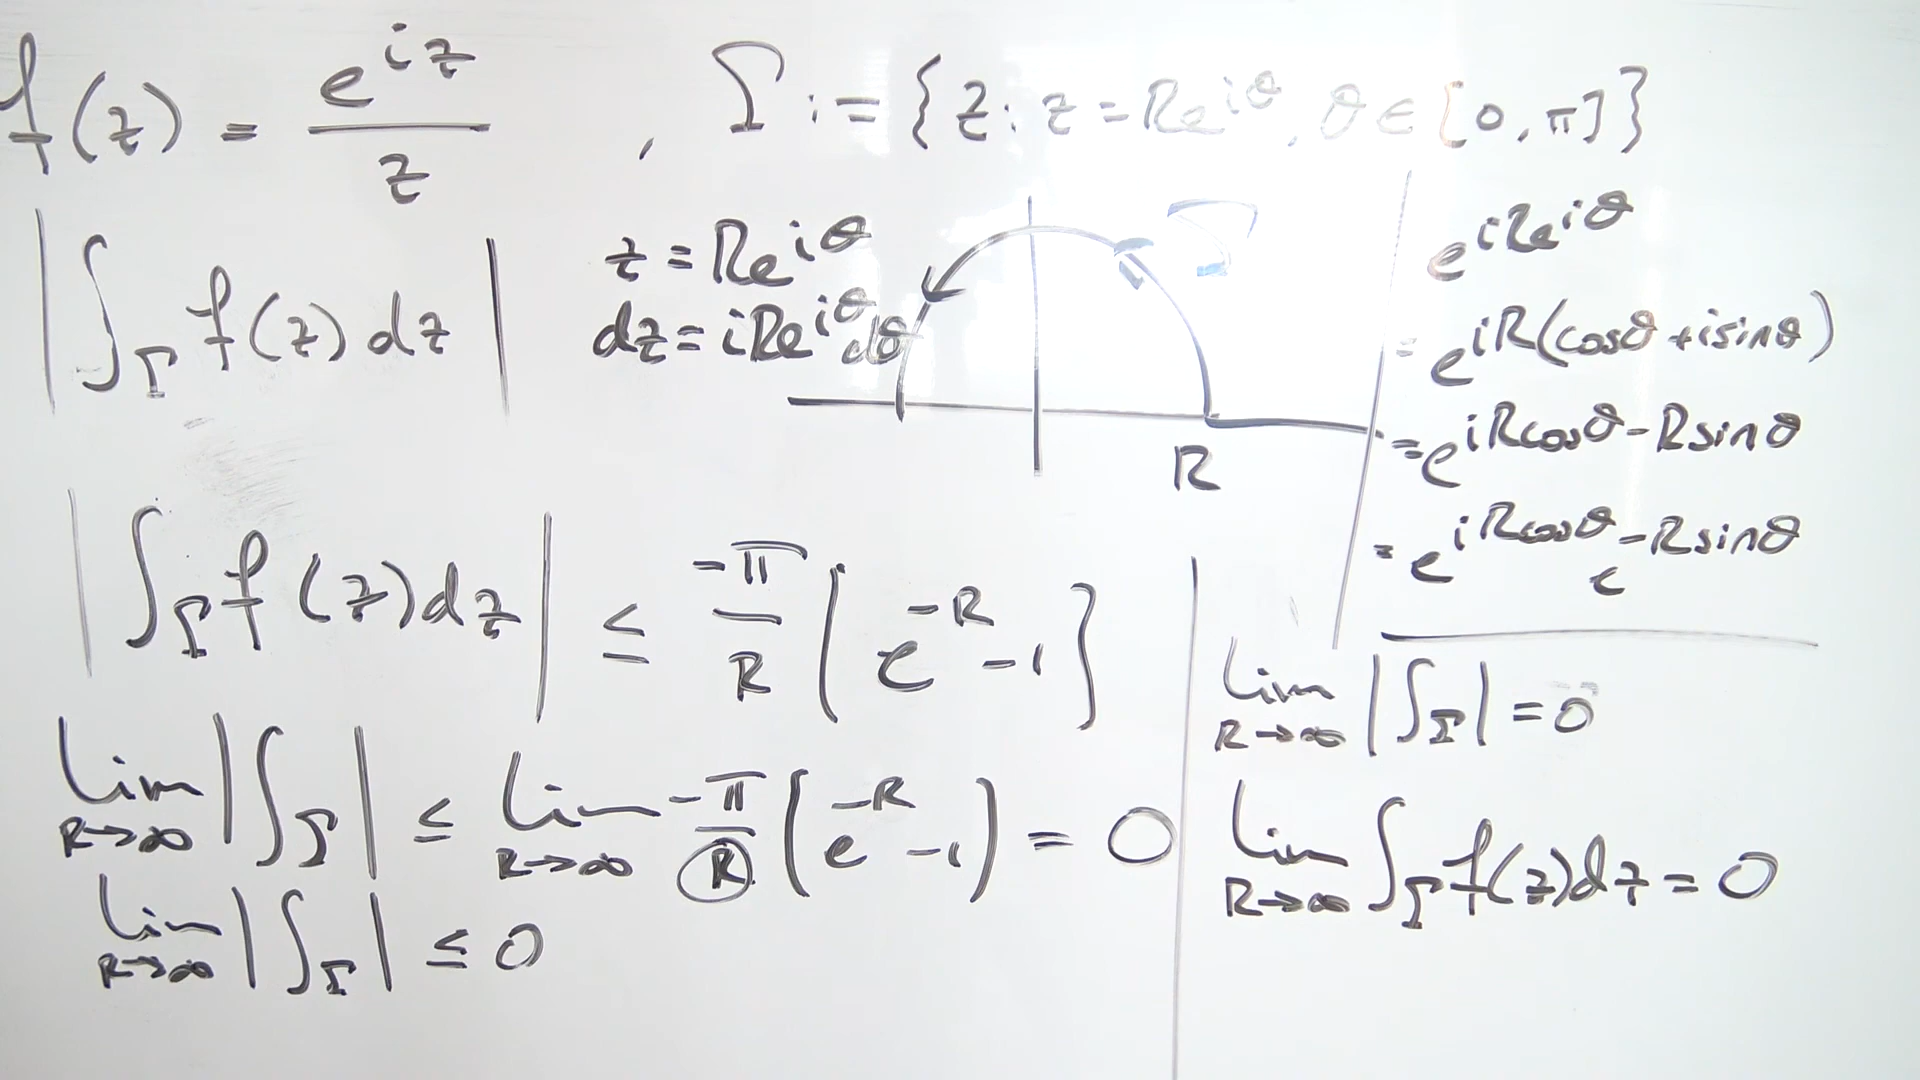 f(z) = e^{iz}/z , Γ := {z : z = Re^{iθ}, θ ∈ [0, π]}
|∫_Γ f(z) dz|
z = Re^{iθ}
dz = iRe^{iθ} dθ
Γ
R
e^{iRe^{iθ}}
= e^{iR(cosθ + isinθ)}
= e^{iRcosθ - Rsinθ}
= e^{iRcosθ} e^{-Rsinθ}
|∫_Γ f(z) dz| ≤ -π/R (e^{-R} - 1)
lim_{R→∞} |∫_Γ| ≤ lim_{R→∞} -π/R (e^{-R} - 1) = 0
lim_{R→∞} |∫_Γ| ≤ 0
lim_{R→∞} |∫_Γ| = 0
lim_{R→∞} ∫_Γ f(z) dz = 0